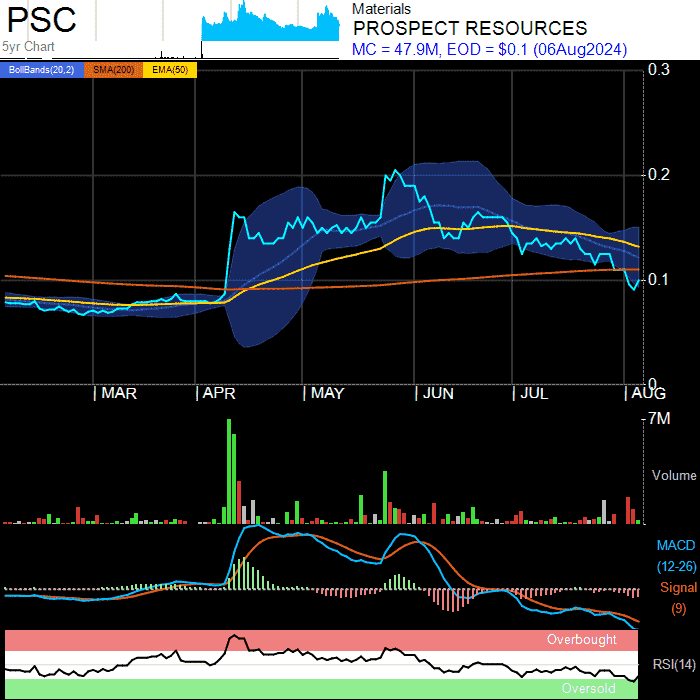 PSC
5yr Chart
Materials
PROSPECT RESOURCES
MC = 47.9M, EOD = $0.1 (06Aug2024)
BollBands(20,2) SMA(200) EMA(50)
0.3
0.2
0.1
0
| MAR | APR | MAY | JUN | JUL | AUG
7M
Volume
MACD
(12-26)
Signal
(9)
Overbought
RSI(14)
Oversold